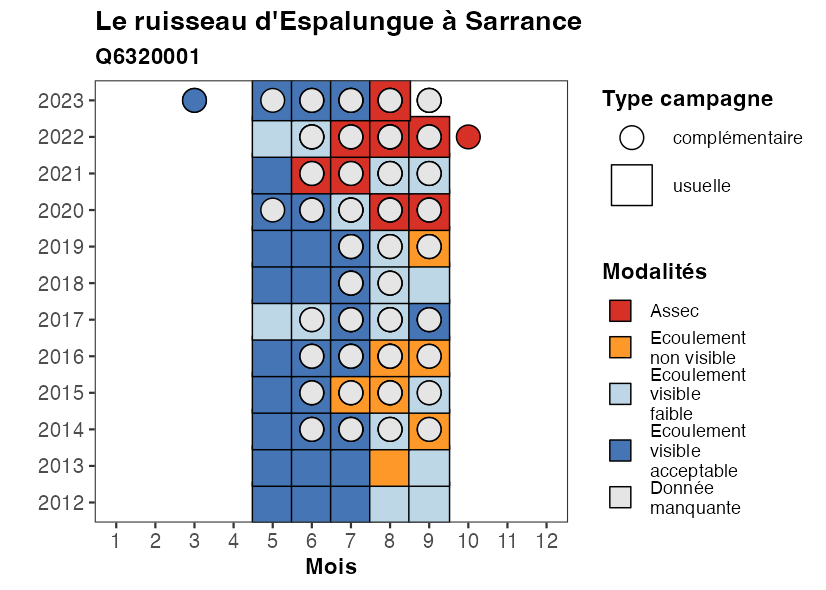 Le ruisseau d'Espalungue à Sarrance
Q6320001
2023
2022
2021
2020
2019
2018
2017
2016
2015
2014
2013
2012
1 2 3 4 5 6 7 8 9 10 11 12
Mois
Type campagne
complémentaire
usuelle
Modalités
Assec
Ecoulement
non visible
Ecoulement
visible
faible
Ecoulement
visible
acceptable
Donnée
manquante